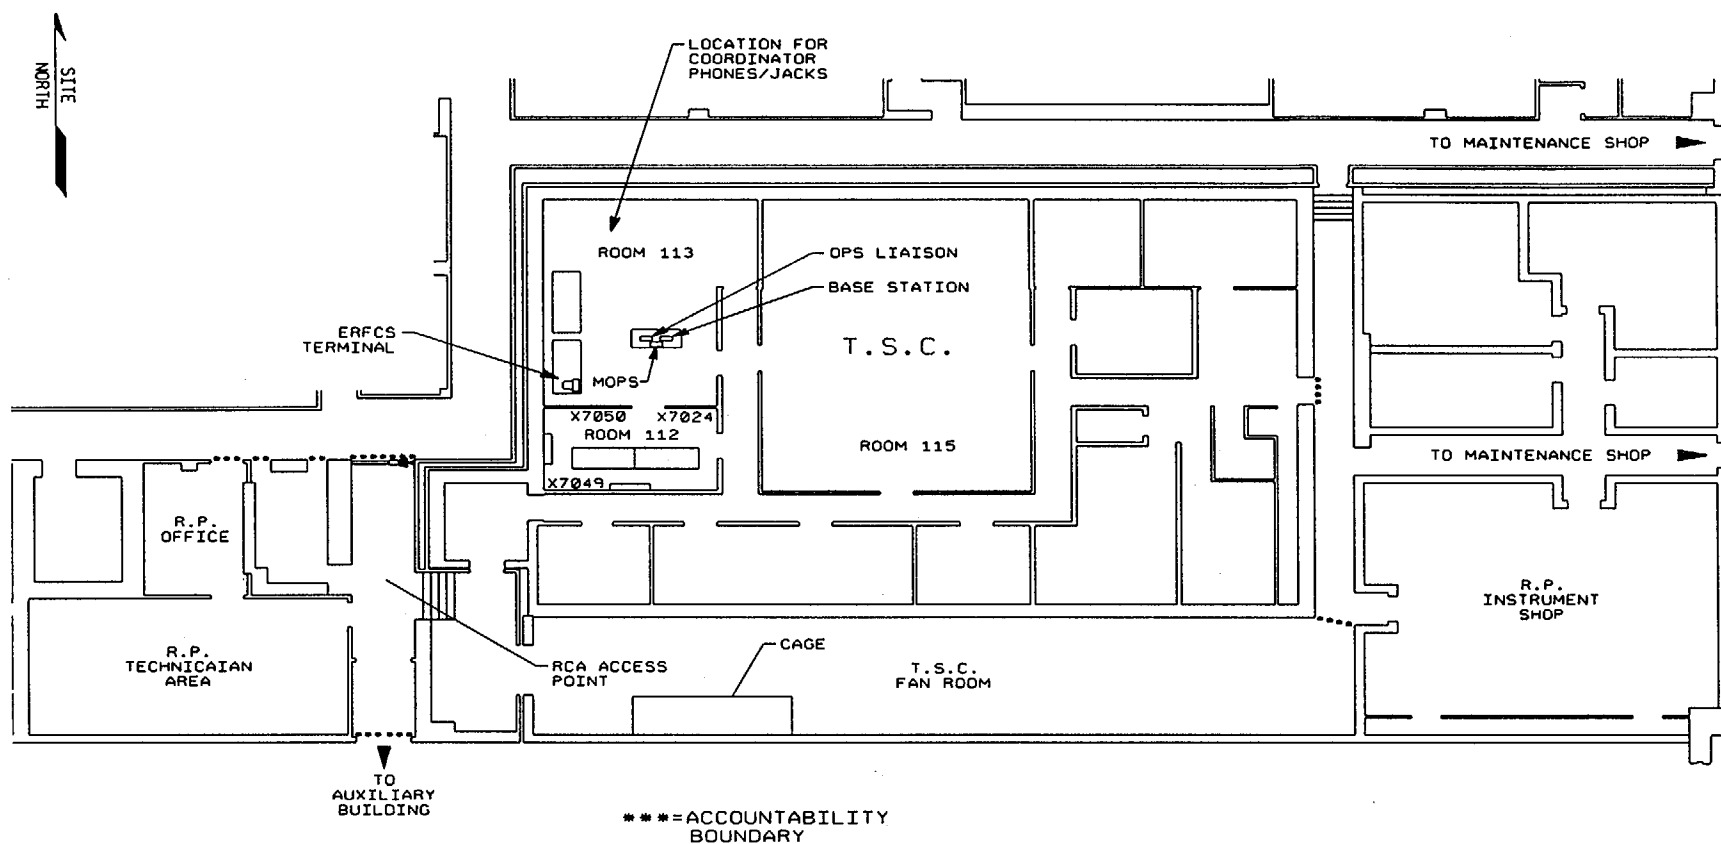 SITE
NORTH
LOCATION FOR
COORDINATOR
PHONES/JACKS
TO MAINTENANCE SHOP
ROOM 113
OPS LIAISON
BASE STATION
ERFCS
TERMINAL
T.S.C.
MOPS
X7050 X7024
ROOM 112
ROOM 115
X7049
TO MAINTENANCE SHOP
R.P.
OFFICE
R.P.
INSTRUMENT
SHOP
R.P.
TECHNICAIAN
AREA
RCA ACCESS
POINT
CAGE
T.S.C.
FAN ROOM
TO
AUXILIARY
BUILDING
***=ACCOUNTABILITY
BOUNDARY